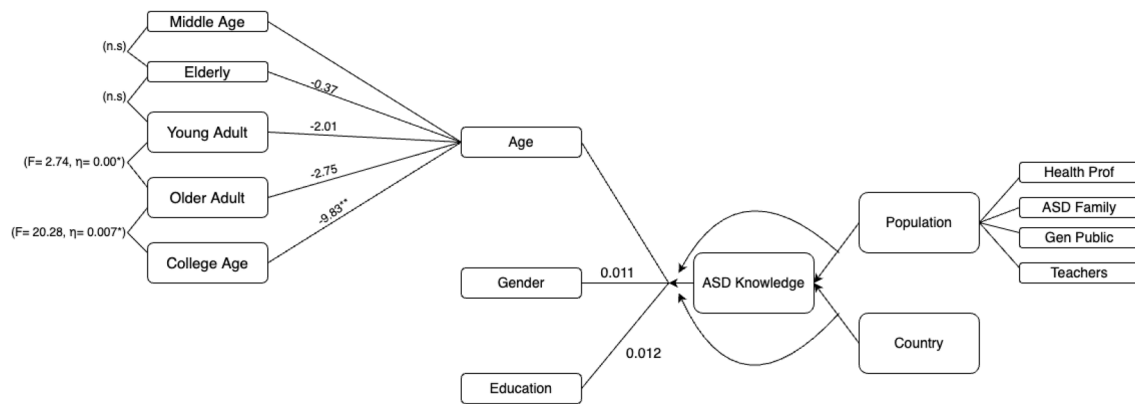 Middle Age
(n.s)
Elderly
-0.37
(n.s)
Young Adult
-2.01
(F= 2.74, η= 0.00*)
Older Adult
-2.75
(F= 20.28, η= 0.007*)
College Age
-9.83**
Age
Gender
0.011
Education
0.012
ASD Knowledge
Population
Country
Health Prof
ASD Family
Gen Public
Teachers